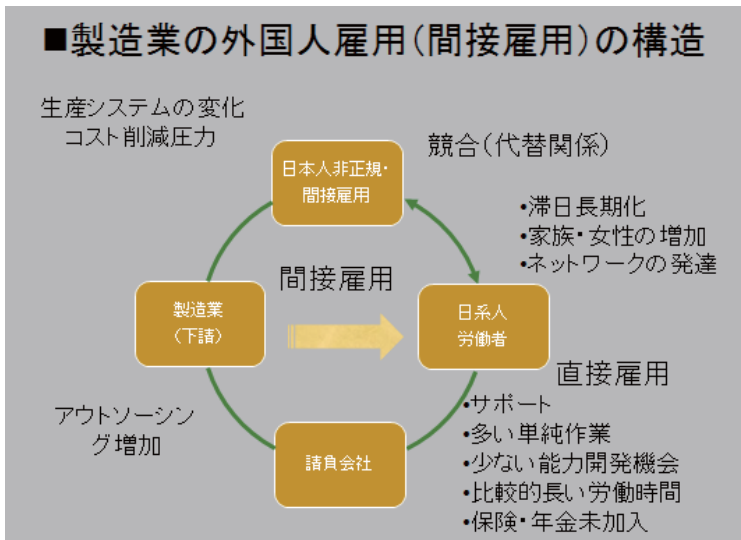 ■製造業の外国人雇用(間接雇用)の構造
生産システムの変化
コスト削減圧力
日本人非正規・
間接雇用
競合(代替関係)
•滞日長期化
•家族・女性の増加
•ネットワークの発達
間接雇用
製造業
(下請)
日系人
労働者
直接雇用
アウトソーシン
グ増加
請負会社
•サポート
•多い単純作業
•少ない能力開発機会
•比較的長い労働時間
•保険・年金未加入